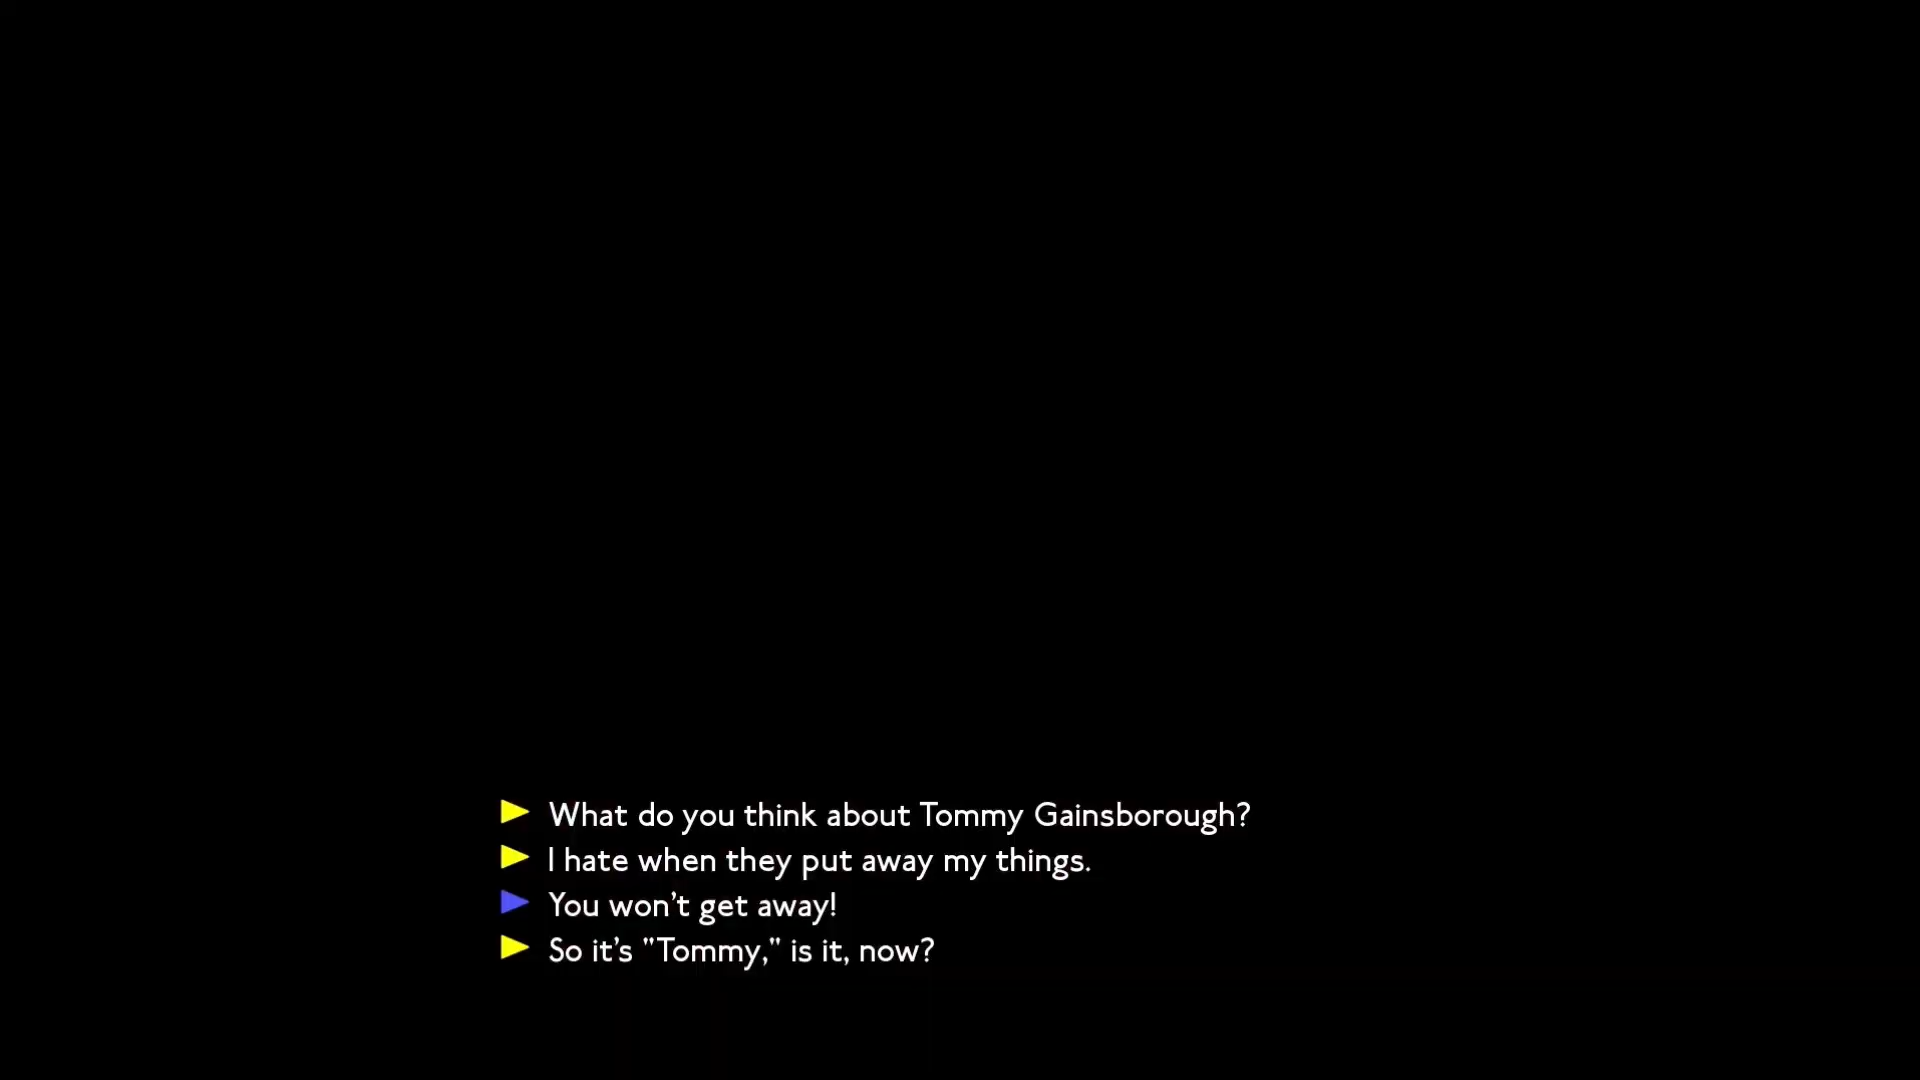 What do you think about Tommy Gainsborough?
I hate when they put away my things.
You won't get away!
So it's "Tommy," is it, now?